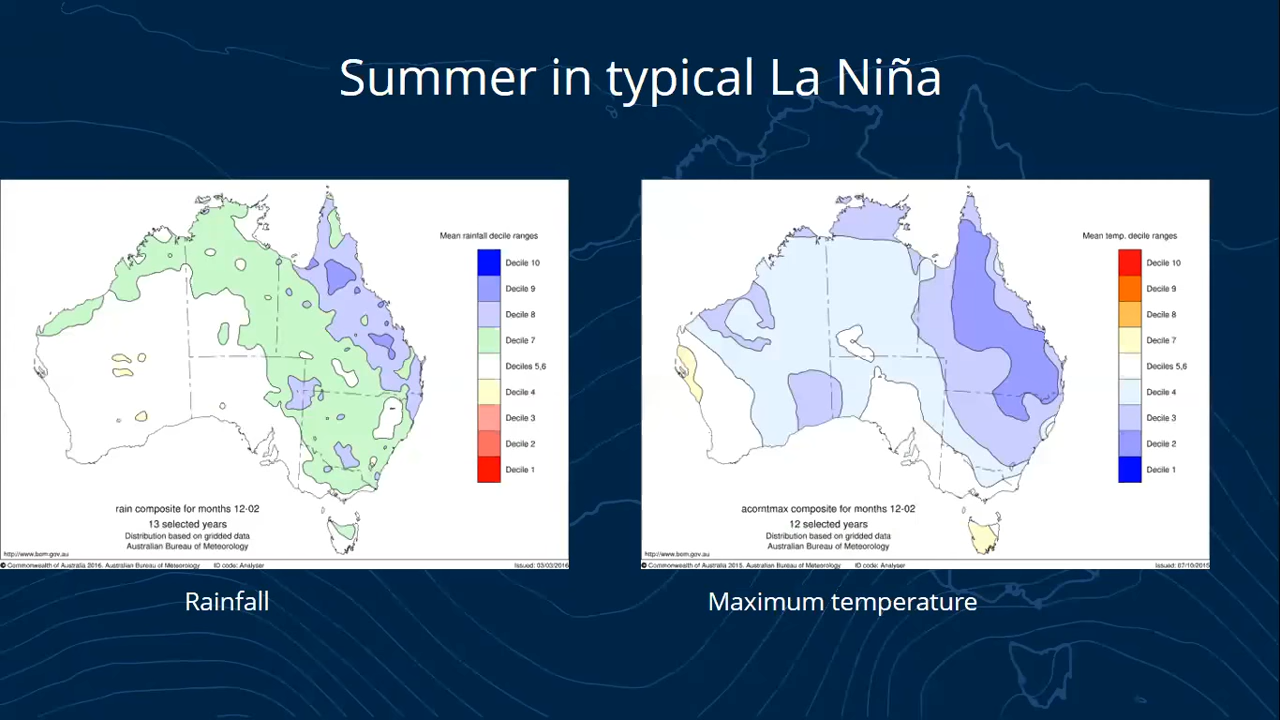 Summer in typical La Niña
Mean rainfall decile ranges
Decile 10
Decile 9
Decile 8
Decile 7
Deciles 5,6
Decile 4
Decile 3
Decile 2
Decile 1
rain composite for months 12-02
13 selected years
Distribution based on gridded data
Australian Bureau of Meteorology
http://www.bom.gov.au
© Commonwealth of Australia 2016, Australian Bureau of Meteorology ID code: Analyser Issued: 03/03/2016
Rainfall
Mean temp. decile ranges
Decile 10
Decile 9
Decile 8
Decile 7
Deciles 5,6
Decile 4
Decile 3
Decile 2
Decile 1
acorntmax composite for months 12-02
12 selected years
Distribution based on gridded data
Australian Bureau of Meteorology
http://www.bom.gov.au
© Commonwealth of Australia 2015, Australian Bureau of Meteorology ID code: Analyser Issued: 07/10/2015
Maximum temperature